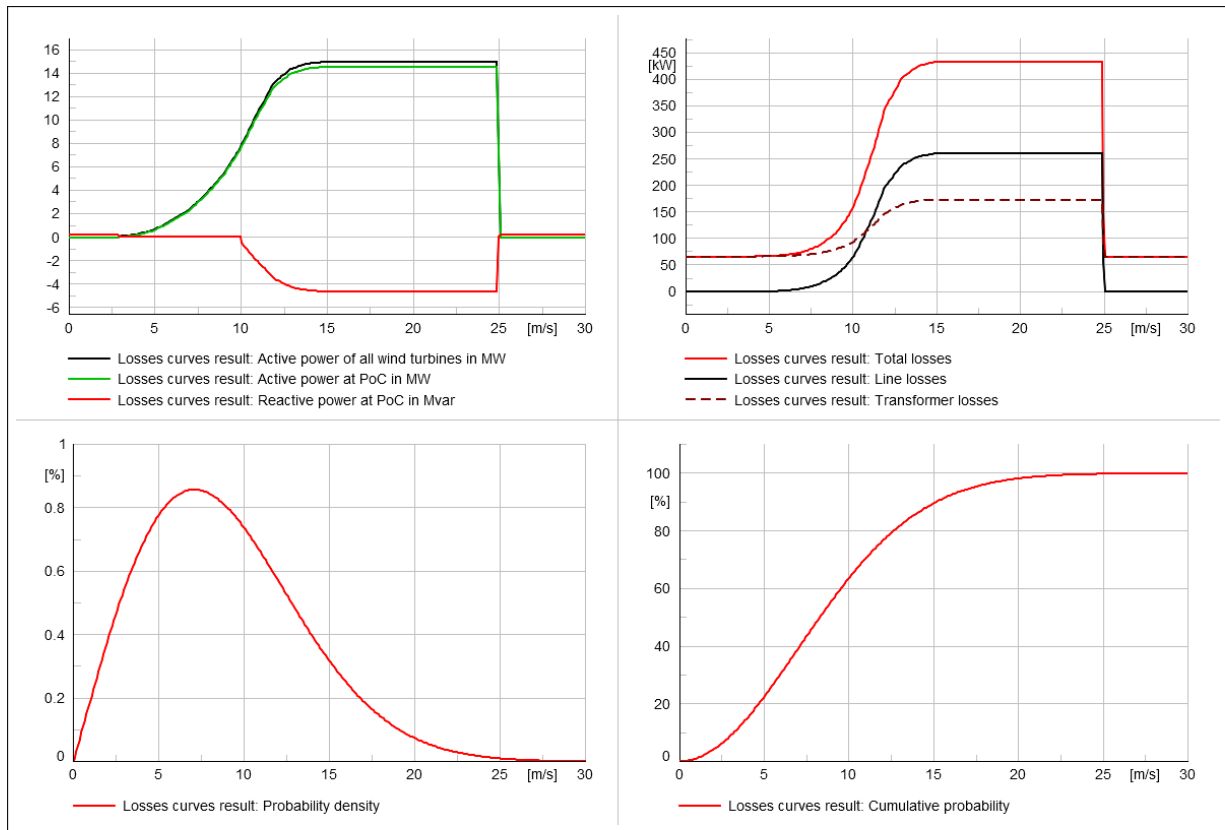 16
14
12
10
8
6
4
2
0
-2
-4
-6
0 5 10 15 20 25 [m/s] 30
Losses curves result: Active power of all wind turbines in MW
Losses curves result: Active power at PoC in MW
Losses curves result: Reactive power at PoC in Mvar
450
[kW]
400
350
300
250
200
150
100
50
0
0 5 10 15 20 25 [m/s] 30
Losses curves result: Total losses
Losses curves result: Line losses
Losses curves result: Transformer losses
1
[%]
0.8
0.6
0.4
0.2
0
0 5 10 15 20 25 [m/s] 30
Losses curves result: Probability density
100
[%]
80
60
40
20
0
0 5 10 15 20 25 [m/s] 30
Losses curves result: Cumulative probability